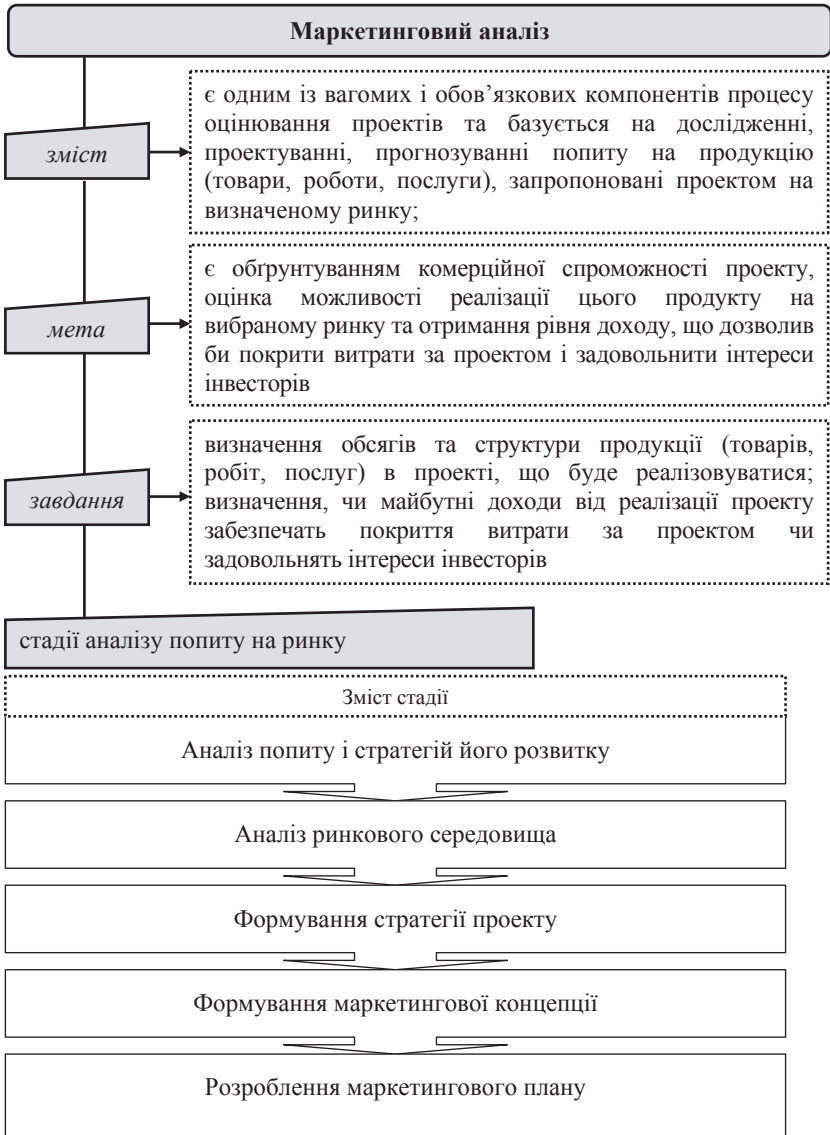 Маркетинговий аналіз
зміст
є одним із вагомих і обов’язкових компонентів процесу
оцінювання проектів та базується на дослідженні,
проектуванні, прогнозуванні попиту на продукцію
(товари, роботи, послуги), запропоновані проектом на
визначеному ринку;
мета
є обґрунтуванням комерційної спроможності проекту,
оцінка можливості реалізації цього продукту на
вибраному ринку та отримання рівня доходу, що дозволив
би покрити витрати за проектом і задовольнити інтереси
інвесторів
завдання
визначення обсягів та структури продукції (товарів,
робіт, послуг) в проекті, що буде реалізовуватися;
визначення, чи майбутні доходи від реалізації проекту
забезпечать покриття витрати за проектом чи
задовольнять інтереси інвесторів
стадії аналізу попиту на ринку
Зміст стадії
Аналіз попиту і стратегій його розвитку
Аналіз ринкового середовища
Формування стратегії проекту
Формування маркетингової концепції
Розроблення маркетингового плану